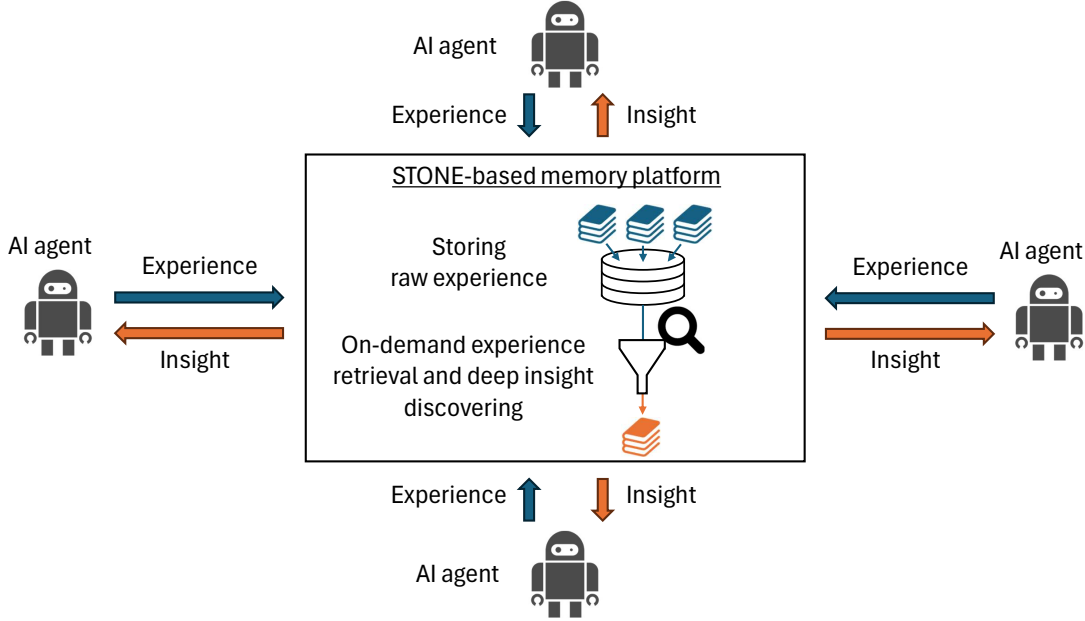 AI agent
Experience
Insight
STONE-based memory platform
Storing
raw experience
On-demand experience
retrieval and deep insight
discovering
AI agent
Experience
Insight
AI agent
Experience
Insight
Experience
Insight
AI agent